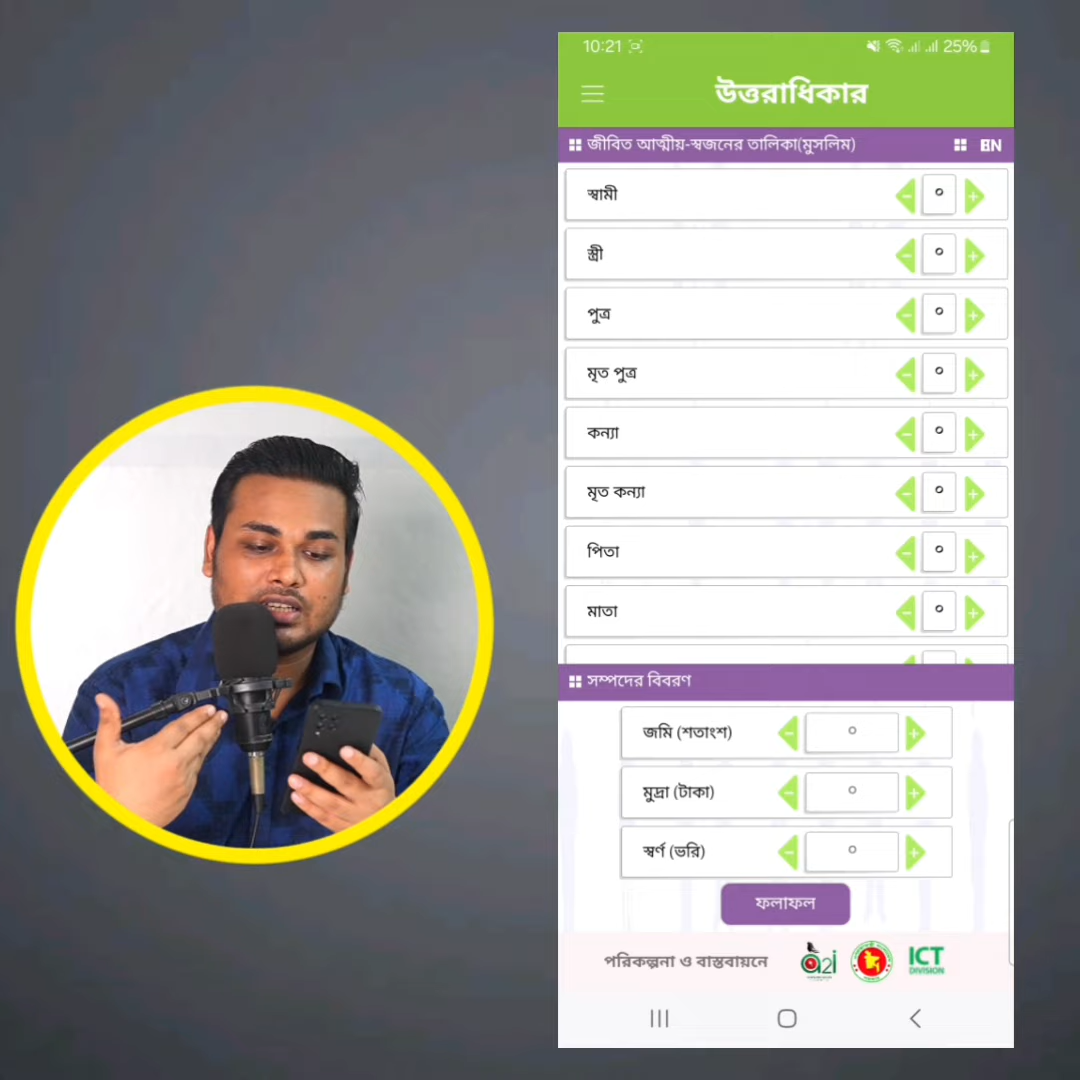 10:21 25%
উত্তরাধিকার
জীবিত আত্মীয়-স্বজনের তালিকা(মুসলিম) EN
স্বামী ০
স্ত্রী ০
পুত্র ০
মৃত পুত্র ০
কন্যা ০
মৃত কন্যা ০
পিতা ০
মাতা ০
সম্পদের বিবরণ
জমি (শতাংশ) ০
মুদ্রা (টাকা) ০
স্বর্ণ (ভরি) ০
ফলাফল
পরিকল্পনা ও বাস্তবায়নে a2i ICT
DIVISION